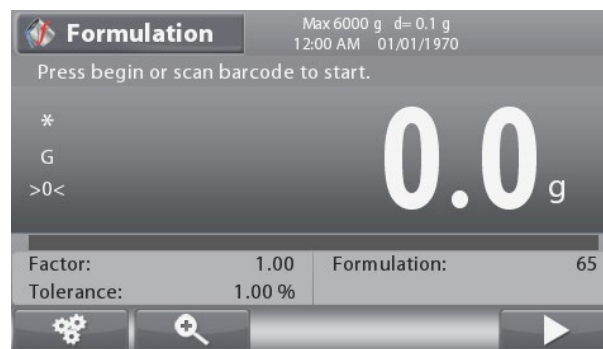 Formulation
Max 6000 g d= 0.1 g
12:00 AM 01/01/1970
Press begin or scan barcode to start.
*
G
>0<
0.0 g
Factor: 1.00 Formulation: 65
Tolerance: 1.00 %